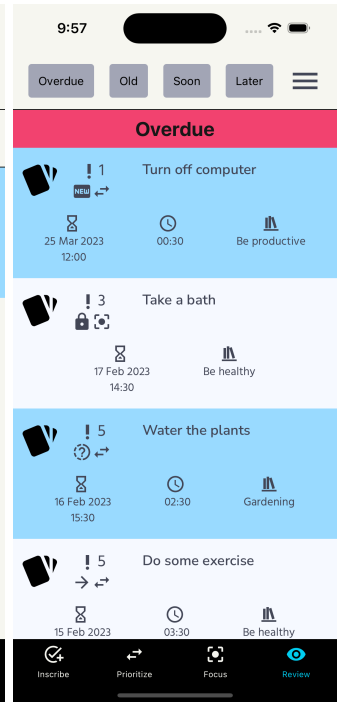 9:57
Overdue
Old
Soon
Later
Overdue
! 1
Turn off computer
NEW
25 Mar 2023
12:00
00:30
Be productive
! 3
Take a bath
17 Feb 2023
14:30
Be healthy
! 5
Water the plants
?
16 Feb 2023
15:30
02:30
Gardening
! 5
Do some exercise
15 Feb 2023
03:30
Be healthy
Inscribe
Prioritize
Focus
Review